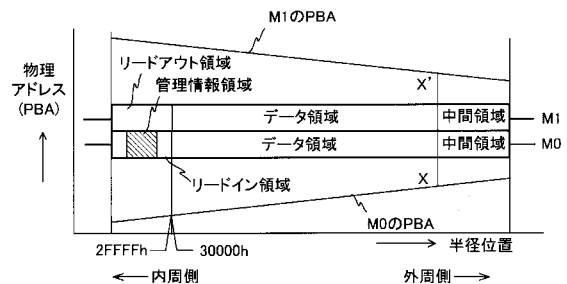 M1のPBA
物理
アドレス
(PBA)
リードアウト領域
管理情報領域
X'
データ領域
中間領域
M1
データ領域
中間領域
M0
リードイン領域
X
M0のPBA
2FFFFh
30000h
半径位置
←内周側
外周側→